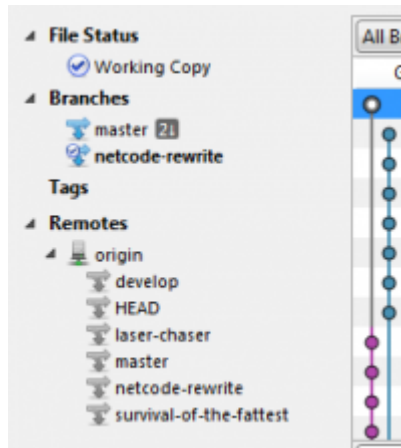 File Status
Working Copy
Branches
master 2↓
netcode-rewrite
Tags
Remotes
origin
develop
HEAD
laser-chaser
master
netcode-rewrite
survival-of-the-fattest
All B